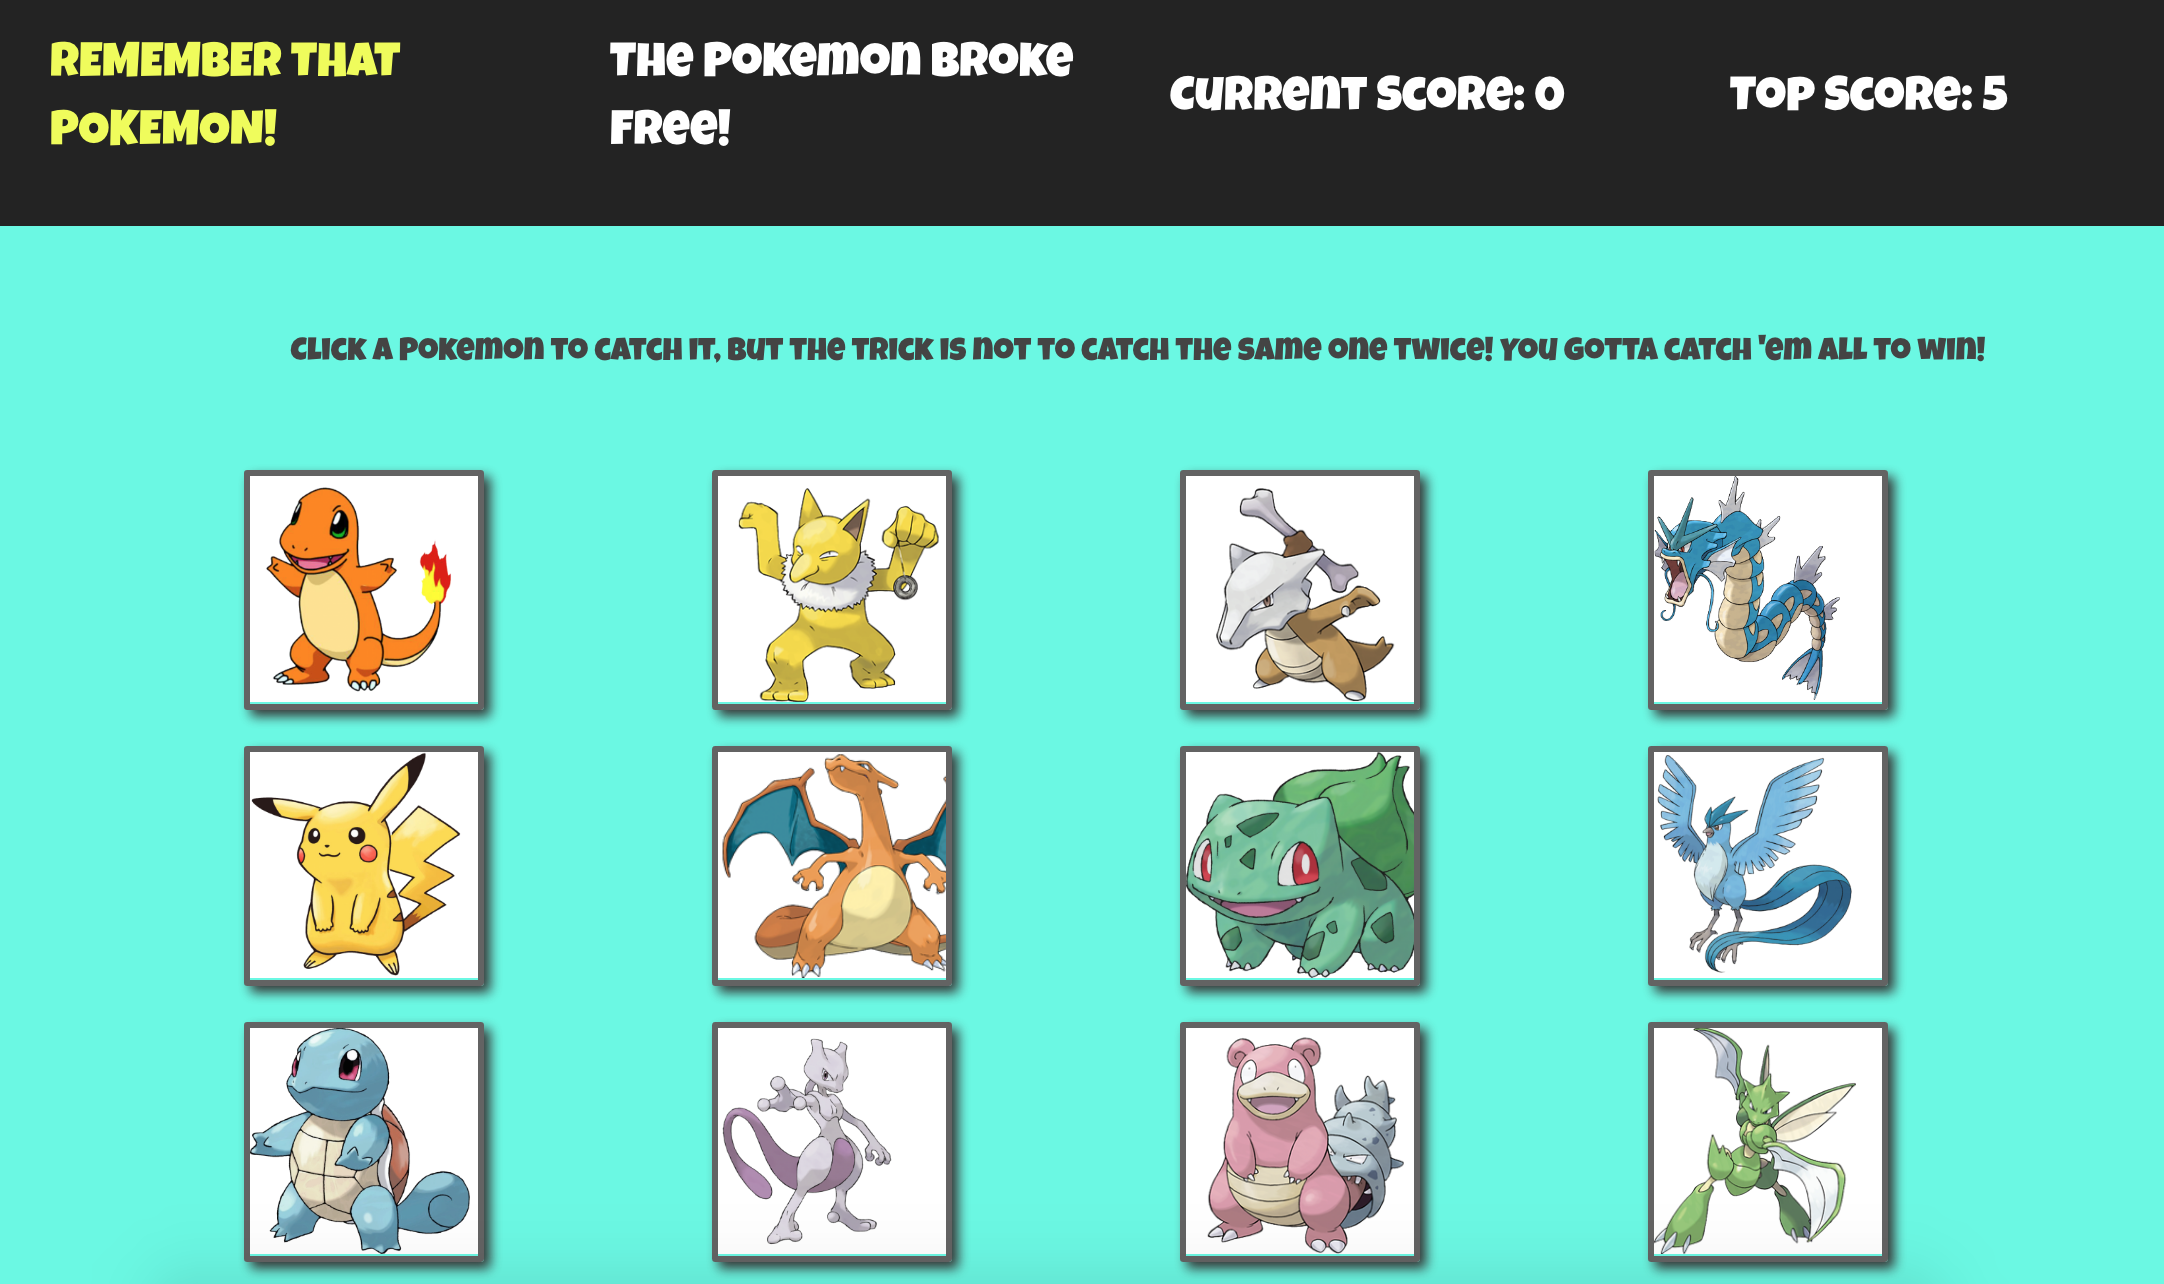 REMEMBER THAT
POKEMON!
The Pokemon Broke
Free!
Current Score: 0
Top Score: 5
Click a Pokemon to catch it, but the trick is not to catch the same one twice! You gotta catch 'em all to win!